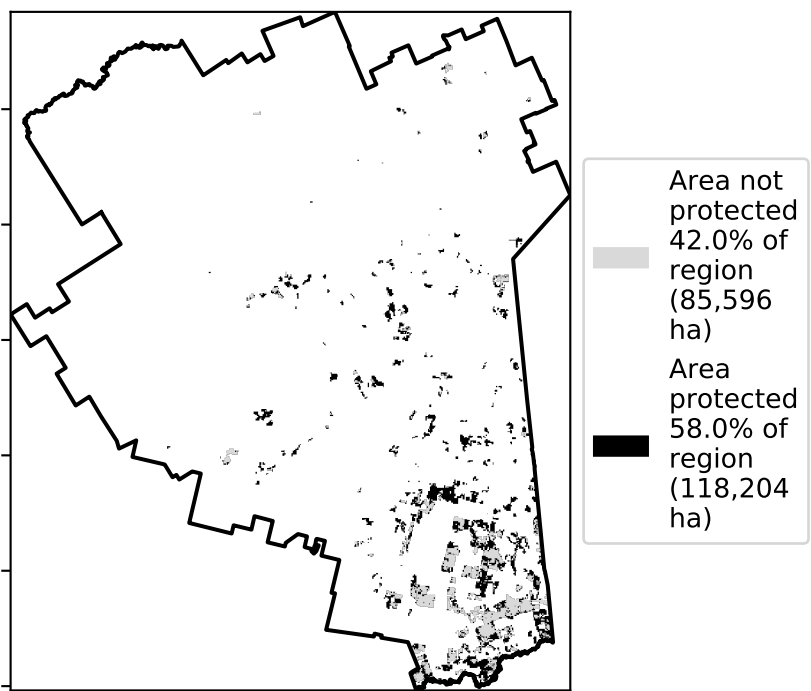 Area not
protected
42.0% of
region
(85,596
ha)
Area
protected
58.0% of
region
(118,204
ha)